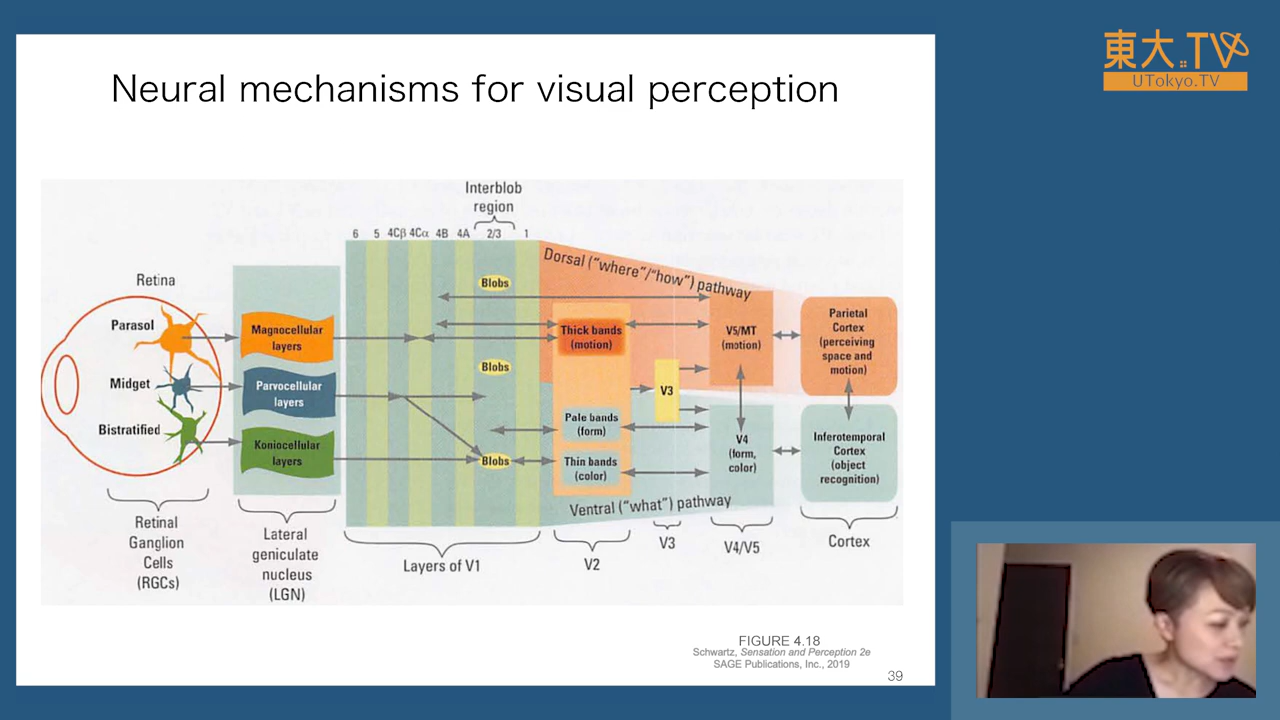 東大.TV
UTokyo.TV
Neural mechanisms for visual perception
Interblob
region
6 5 4Cβ 4Cα 4B 4A 2/3 1
Dorsal ("where"/"how") pathway
Retina
Parasol
Midget
Bistratified
Magnocellular
layers
Parvocellular
layers
Koniocellular
layers
Blobs
Blobs
Blobs
Thick bands
(motion)
Pale bands
(form)
Thin bands
(color)
V3
V5/MT
(motion)
V4
(form,
color)
Parietal
Cortex
(perceiving
space and
motion)
Inferotemporal
Cortex
(object
recognition)
Ventral ("what") pathway
Retinal
Ganglion
Cells
(RGCs)
Lateral
geniculate
nucleus
(LGN)
Layers of V1
V2
V3
V4/V5
Cortex
FIGURE 4.18
Schwartz, Sensation and Perception 2e
SAGE Publications, Inc., 2019
39